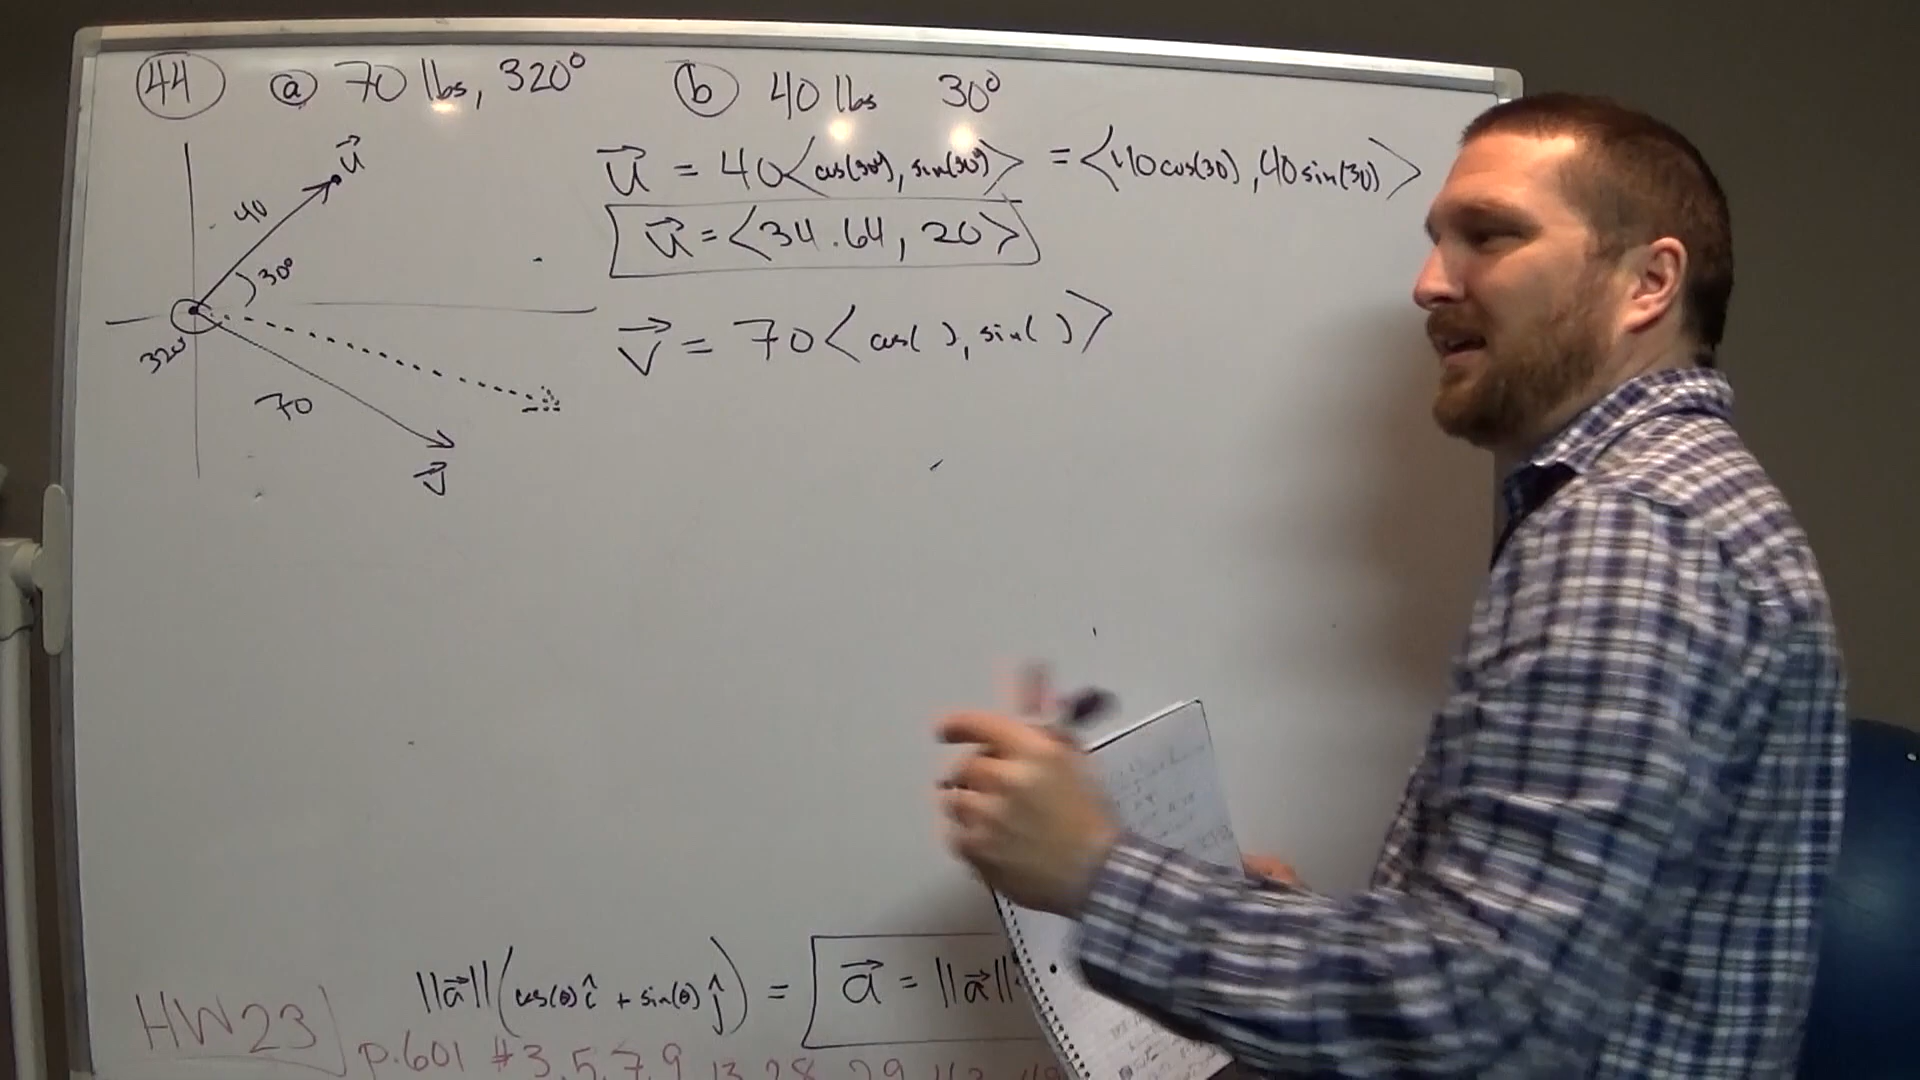 44 ⓐ 70 lbs, 320° ⓑ 40 lbs 30°
u⃗ = 40<cos(30°), sin(30°)> = <40cos(30), 40sin(30)>
u⃗ = <34.64, 20>
v⃗ = 70<cos( ), sin( )>
u⃗
40
30°
320°
70
v⃗
||a⃗||(cos(θ)î + sin(θ)ĵ) = a⃗ = ||a⃗||
HW23
p.601 #3,5,7,9, 13, 28, 29,